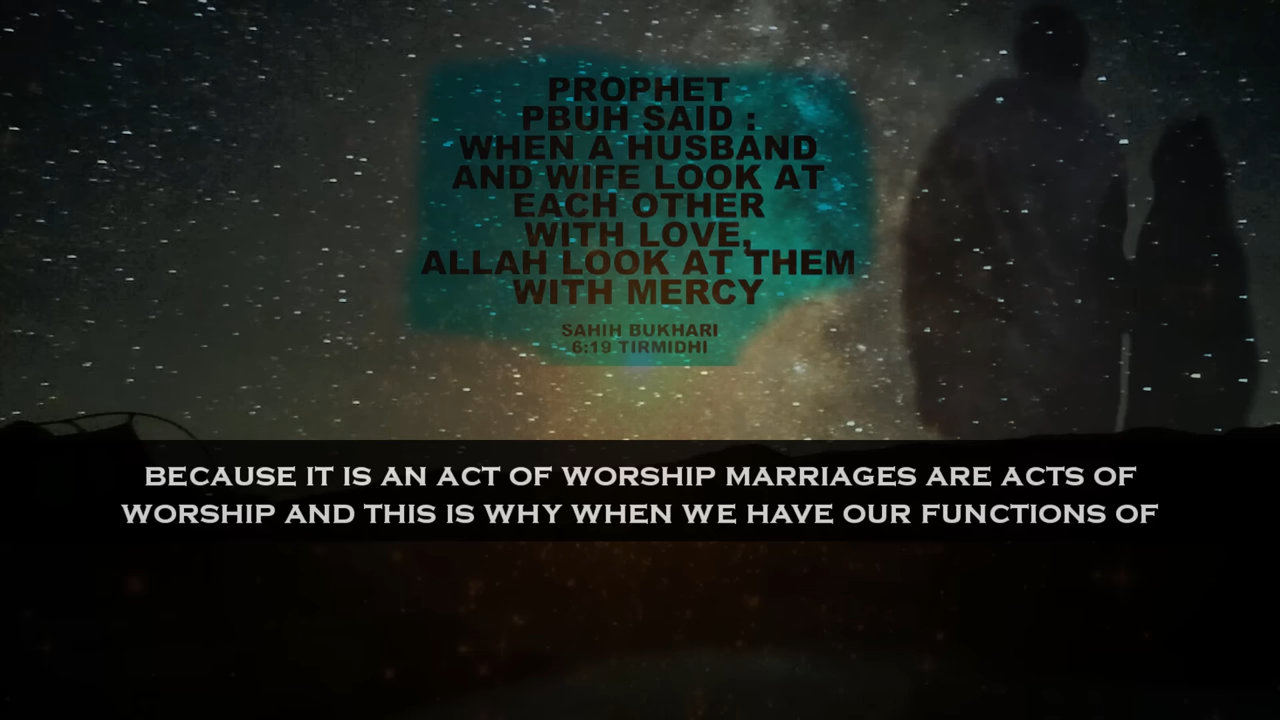 PROPHET
PBUH SAID :
WHEN A HUSBAND
AND WIFE LOOK AT
EACH OTHER
WITH LOVE,
ALLAH LOOK AT THEM
WITH MERCY
SAHIH BUKHARI
6:19 TIRMIDHI
BECAUSE IT IS AN ACT OF WORSHIP MARRIAGES ARE ACTS OF
WORSHIP AND THIS IS WHY WHEN WE HAVE OUR FUNCTIONS OF